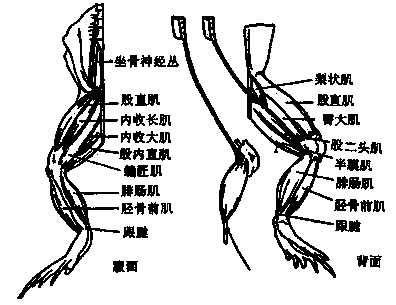 坐骨神经丛
股直肌
内收长肌
内收大肌
股内直肌
缝匠肌
腓肠肌
胫骨前肌
跟腱
腹面
梨状肌
股直肌
臀大肌
股二头肌
半膜肌
腓肠肌
胫骨前肌
跟腱
背面